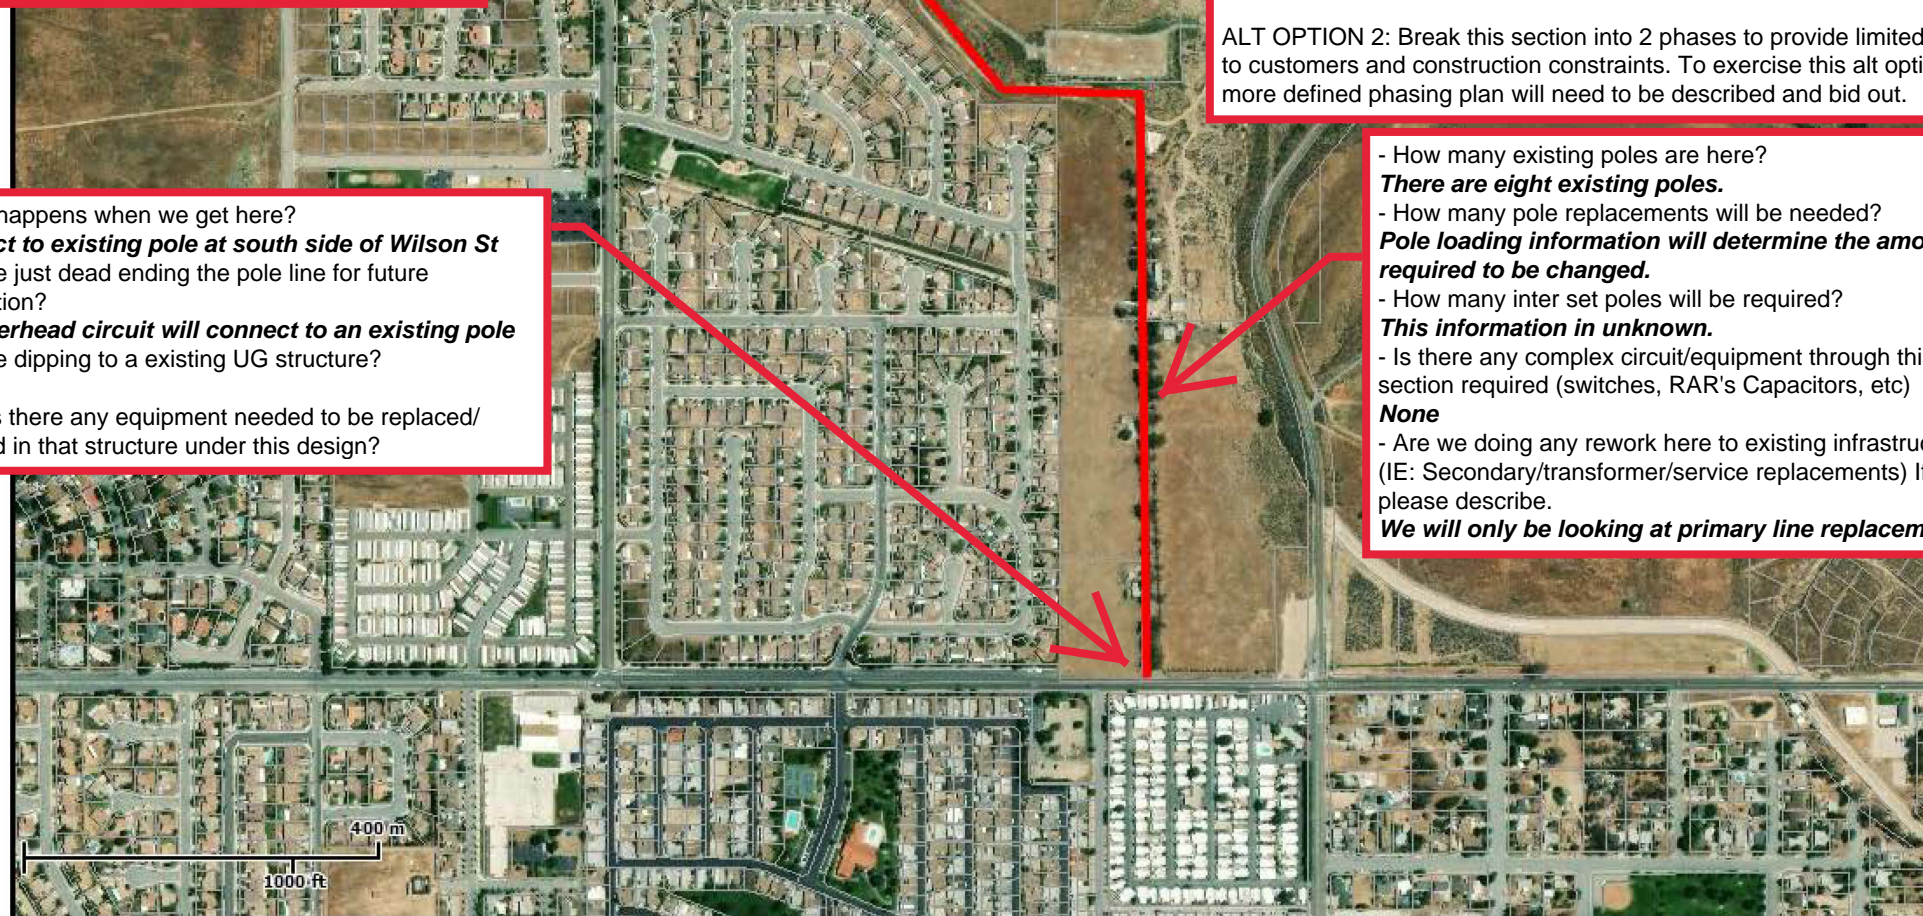 ALT OPTION 2: Break this section into 2 phases to provide limited
to customers and construction constraints. To exercise this alt opti
more defined phasing plan will need to be described and bid out.
- How many existing poles are here?
There are eight existing poles.
- How many pole replacements will be needed?
Pole loading information will determine the amo
required to be changed.
- How many inter set poles will be required?
This information in unknown.
- Is there any complex circuit/equipment through thi
section required (switches, RAR's Capacitors, etc)
None
- Are we doing any rework here to existing infrastruc
(IE: Secondary/transformer/service replacements) I
please describe.
We will only be looking at primary line replacem
happens when we get here?
ct to existing pole at south side of Wilson St
e just dead ending the pole line for future
tion?
erhead circuit will connect to an existing pole
e dipping to a existing UG structure?
s there any equipment needed to be replaced/
d in that structure under this design?
400 m
1000 ft